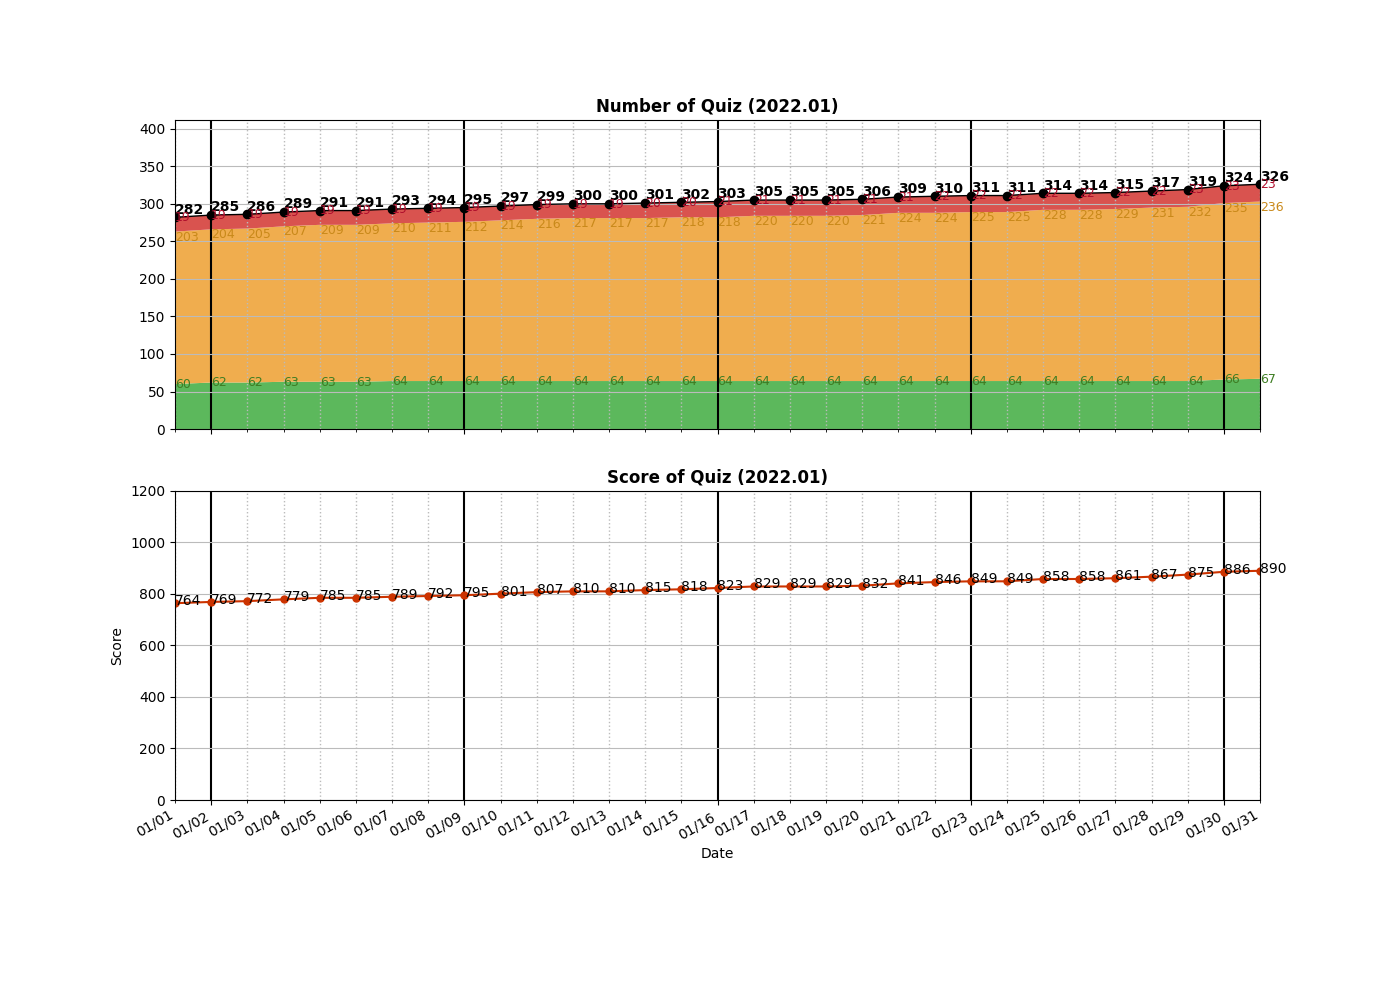 Number of Quiz (2022.01)
400
350
300
250
200
150
100
50
0
282 285 286 289 291 291 293 294 295 297 299 300 300 301 302 303 305 305 305 306 309 310 311 311 314 314 315 317 319 324 326
23
203 204 205 207 209 209 210 211 212 214 216 217 217 217 218 218 220 220 220 221 224 224 225 225 228 228 229 231 232 235 236
60 62 62 63 63 63 64 64 64 64 64 64 64 64 64 64 64 64 64 64 64 64 64 64 64 64 64 64 64 66 67
Score of Quiz (2022.01)
1200
1000
800
600
400
200
0
Score
764 769 772 779 785 785 789 792 795 801 807 810 810 815 818 823 829 829 829 832 841 846 849 849 858 858 861 867 875 886 890
01/01 01/02 01/03 01/04 01/05 01/06 01/07 01/08 01/09 01/10 01/11 01/12 01/13 01/14 01/15 01/16 01/17 01/18 01/19 01/20 01/21 01/22 01/23 01/24 01/25 01/26 01/27 01/28 01/29 01/30 01/31
Date